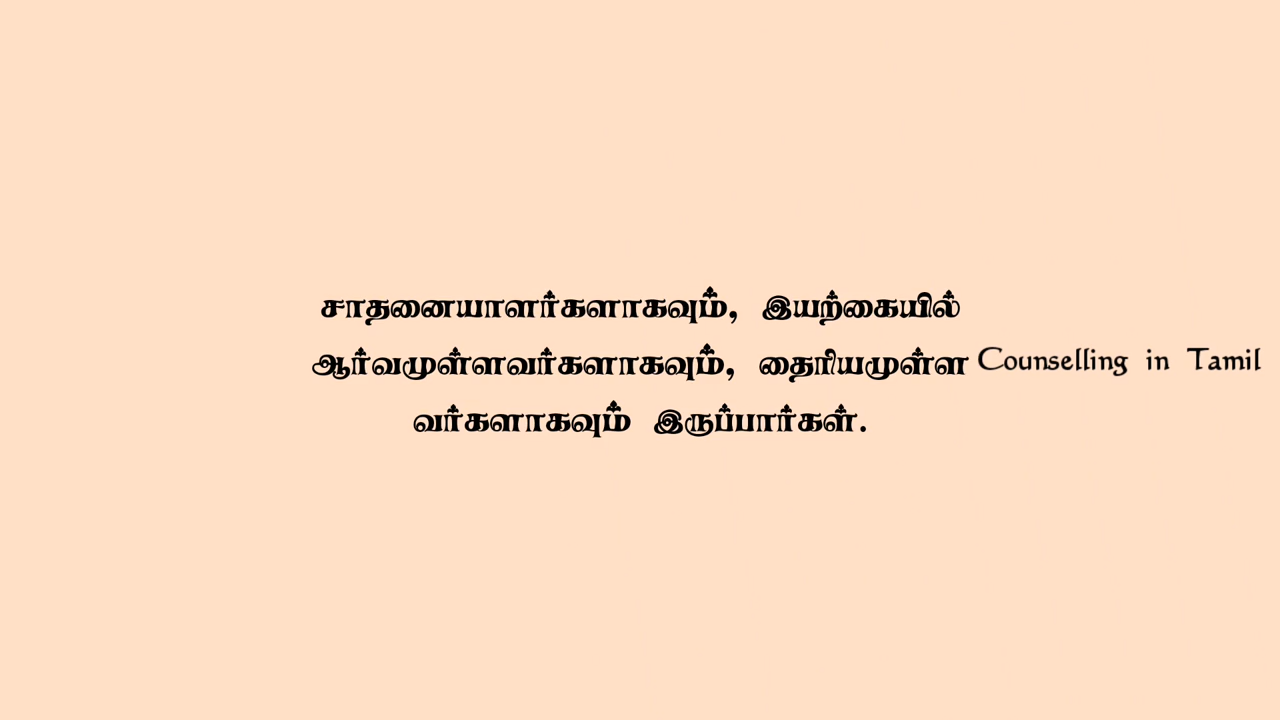 சாதனையாளர்களாகவும், இயற்கையில்
ஆர்வமுள்ளவர்களாகவும், தைரியமுள்ள
வர்களாகவும் இருப்பார்கள்.
Counselling in Tamil